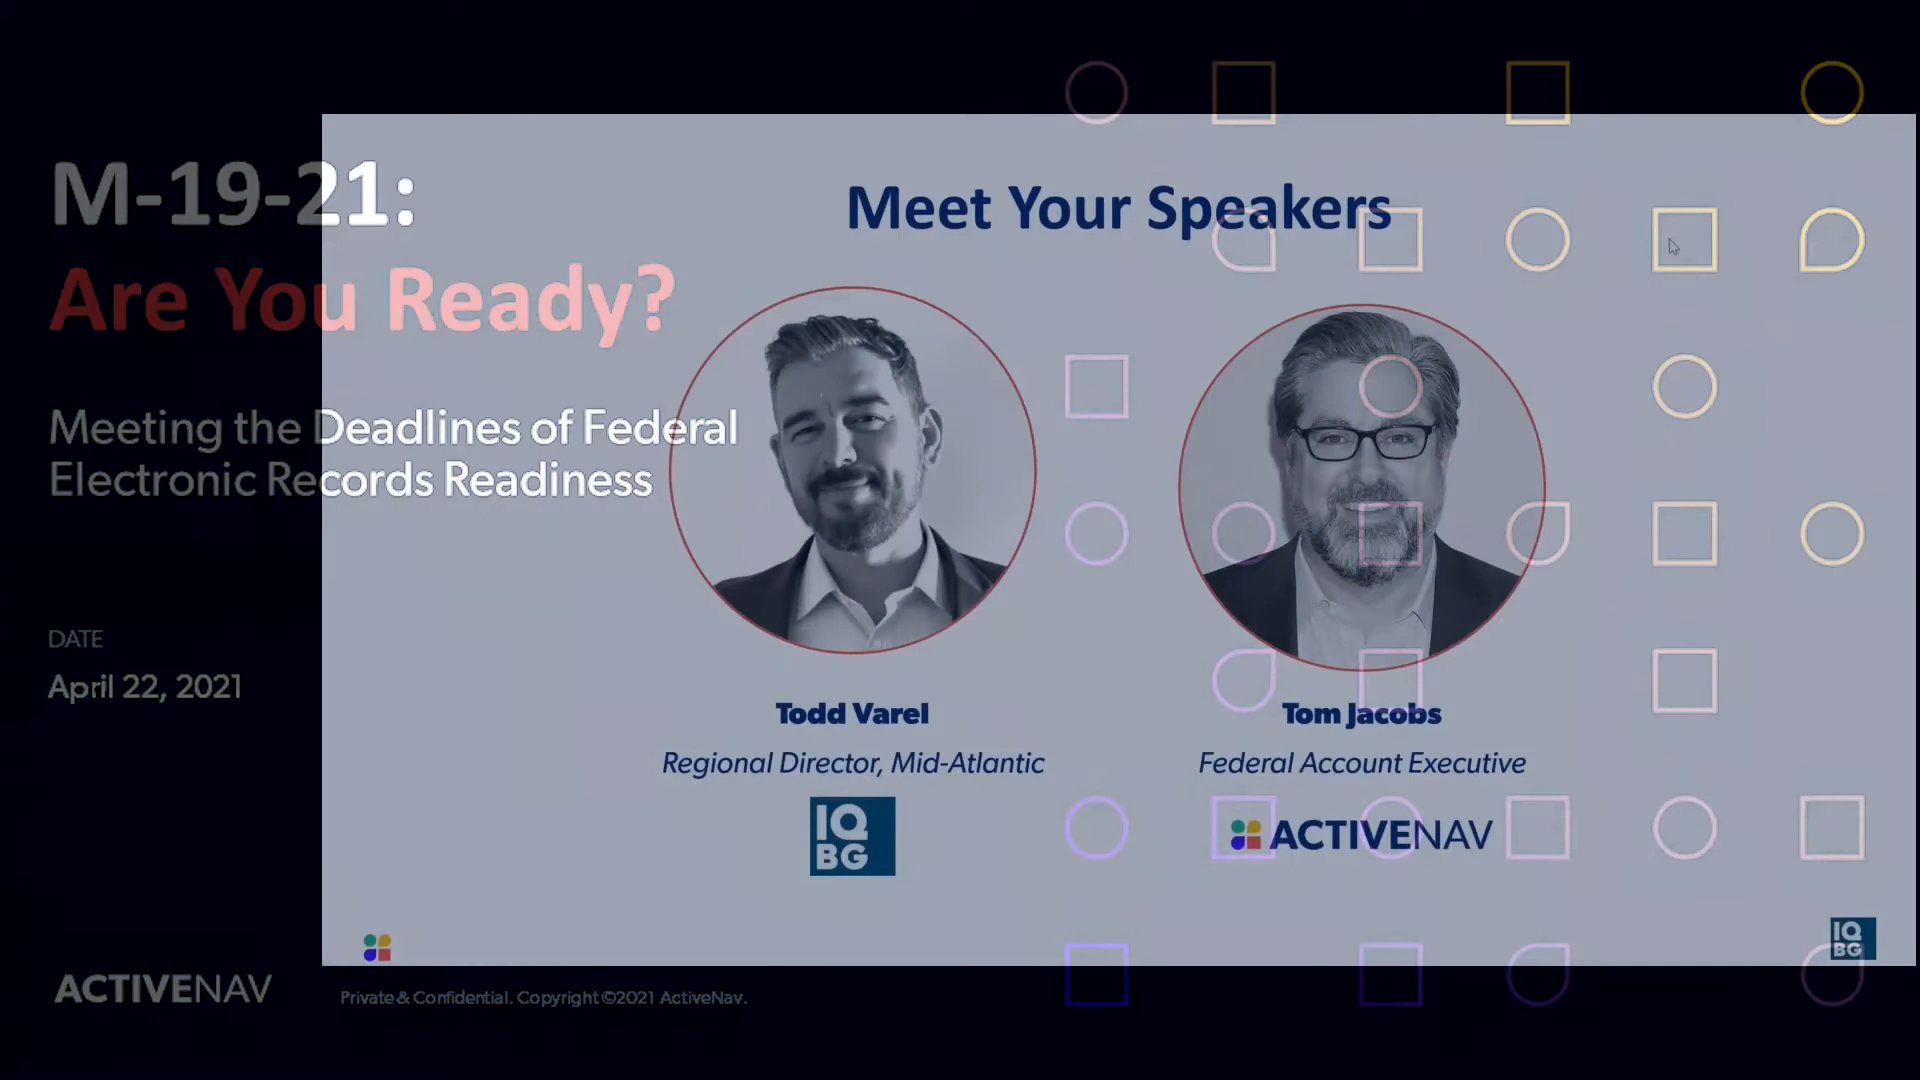 M-19-21:
Are You Ready?
Meeting the Deadlines of Federal
Electronic Records Readiness
DATE
April 22, 2021
ACTIVENAV
Private & Confidential. Copyright ©2021 ActiveNav.
Meet Your Speakers
Todd Varel
Regional Director, Mid-Atlantic
IQ
BG
Tom Jacobs
Federal Account Executive
ACTIVENAV
IQ
BG